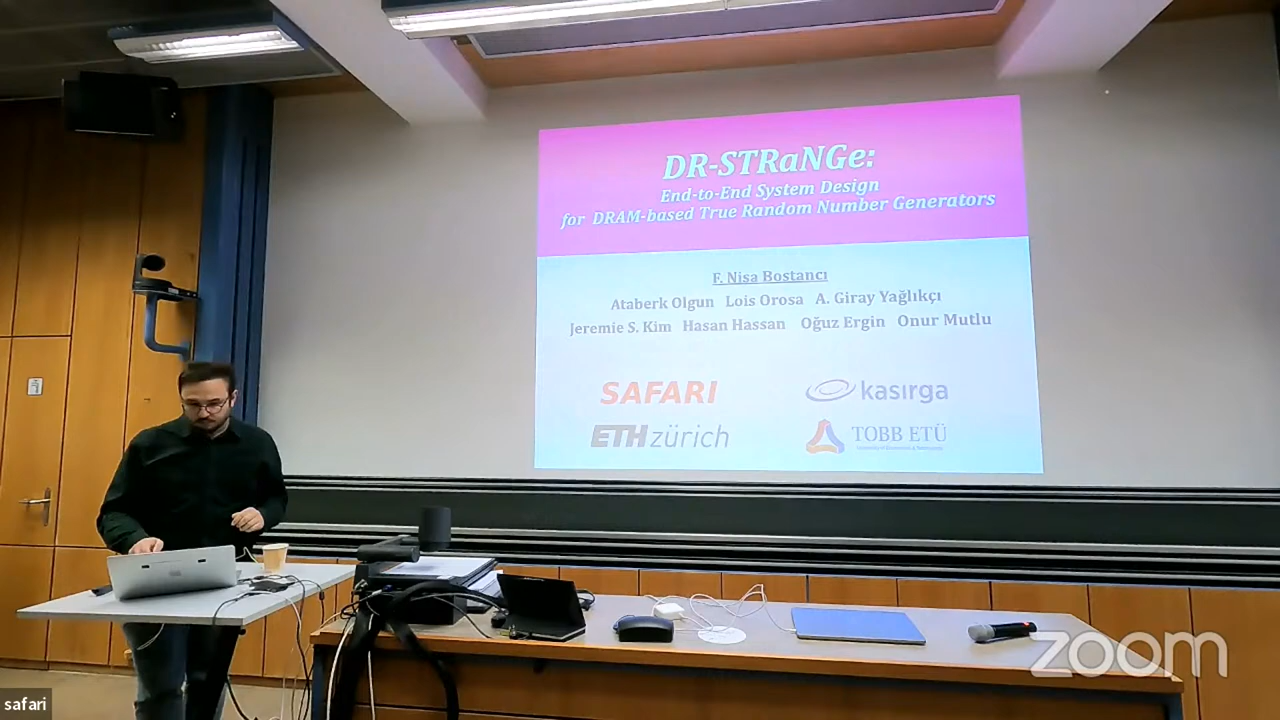 DR-STRaNGe:
End-to-End System Design
for DRAM-based True Random Number Generators
F. Nisa Bostancı
Ataberk Olgun Lois Orosa A. Giray Yağlıkçı
Jeremie S. Kim Hasan Hassan Oğuz Ergin Onur Mutlu
SAFARI
kasırga
ETH zürich
TOBB ETÜ
zoom
safari